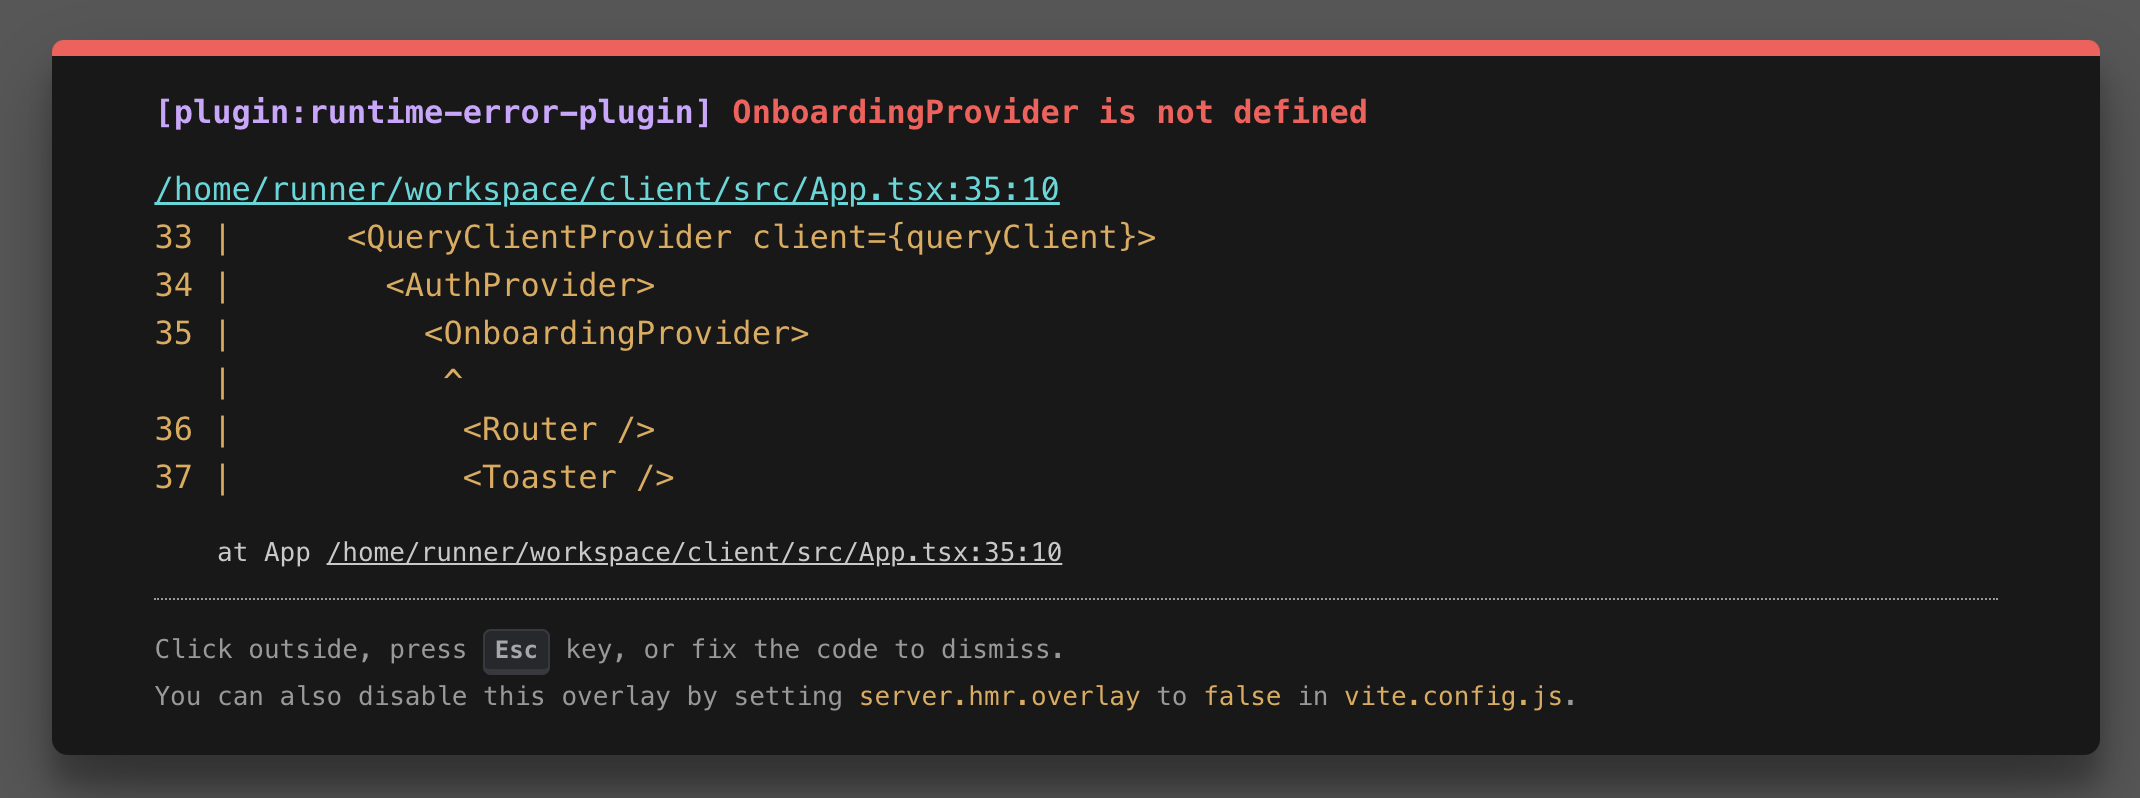 [plugin:runtime-error-plugin] OnboardingProvider is not defined
/home/runner/workspace/client/src/App.tsx:35:10
33 |      <QueryClientProvider client={queryClient}>
34 |        <AuthProvider>
35 |          <OnboardingProvider>
   |           ^
36 |            <Router />
37 |            <Toaster />
    at App /home/runner/workspace/client/src/App.tsx:35:10
Click outside, press Esc key, or fix the code to dismiss.
You can also disable this overlay by setting server.hmr.overlay to false in vite.config.js.